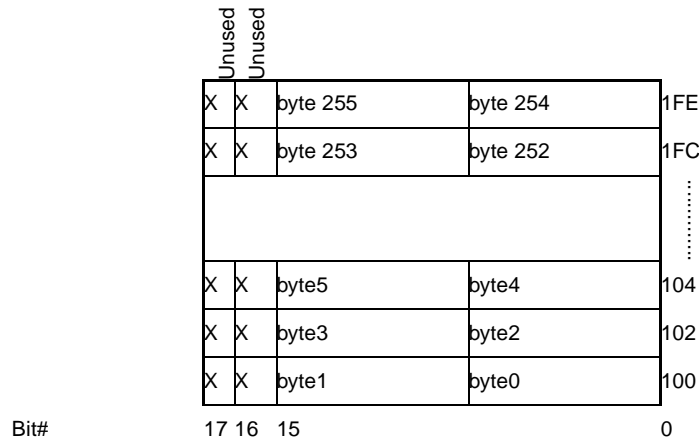 Unused Unused
X X byte 255 byte 254 1FE
X X byte 253 byte 252 1FC
X X byte5 byte4 104
X X byte3 byte2 102
X X byte1 byte0 100
Bit# 17 16 15 0